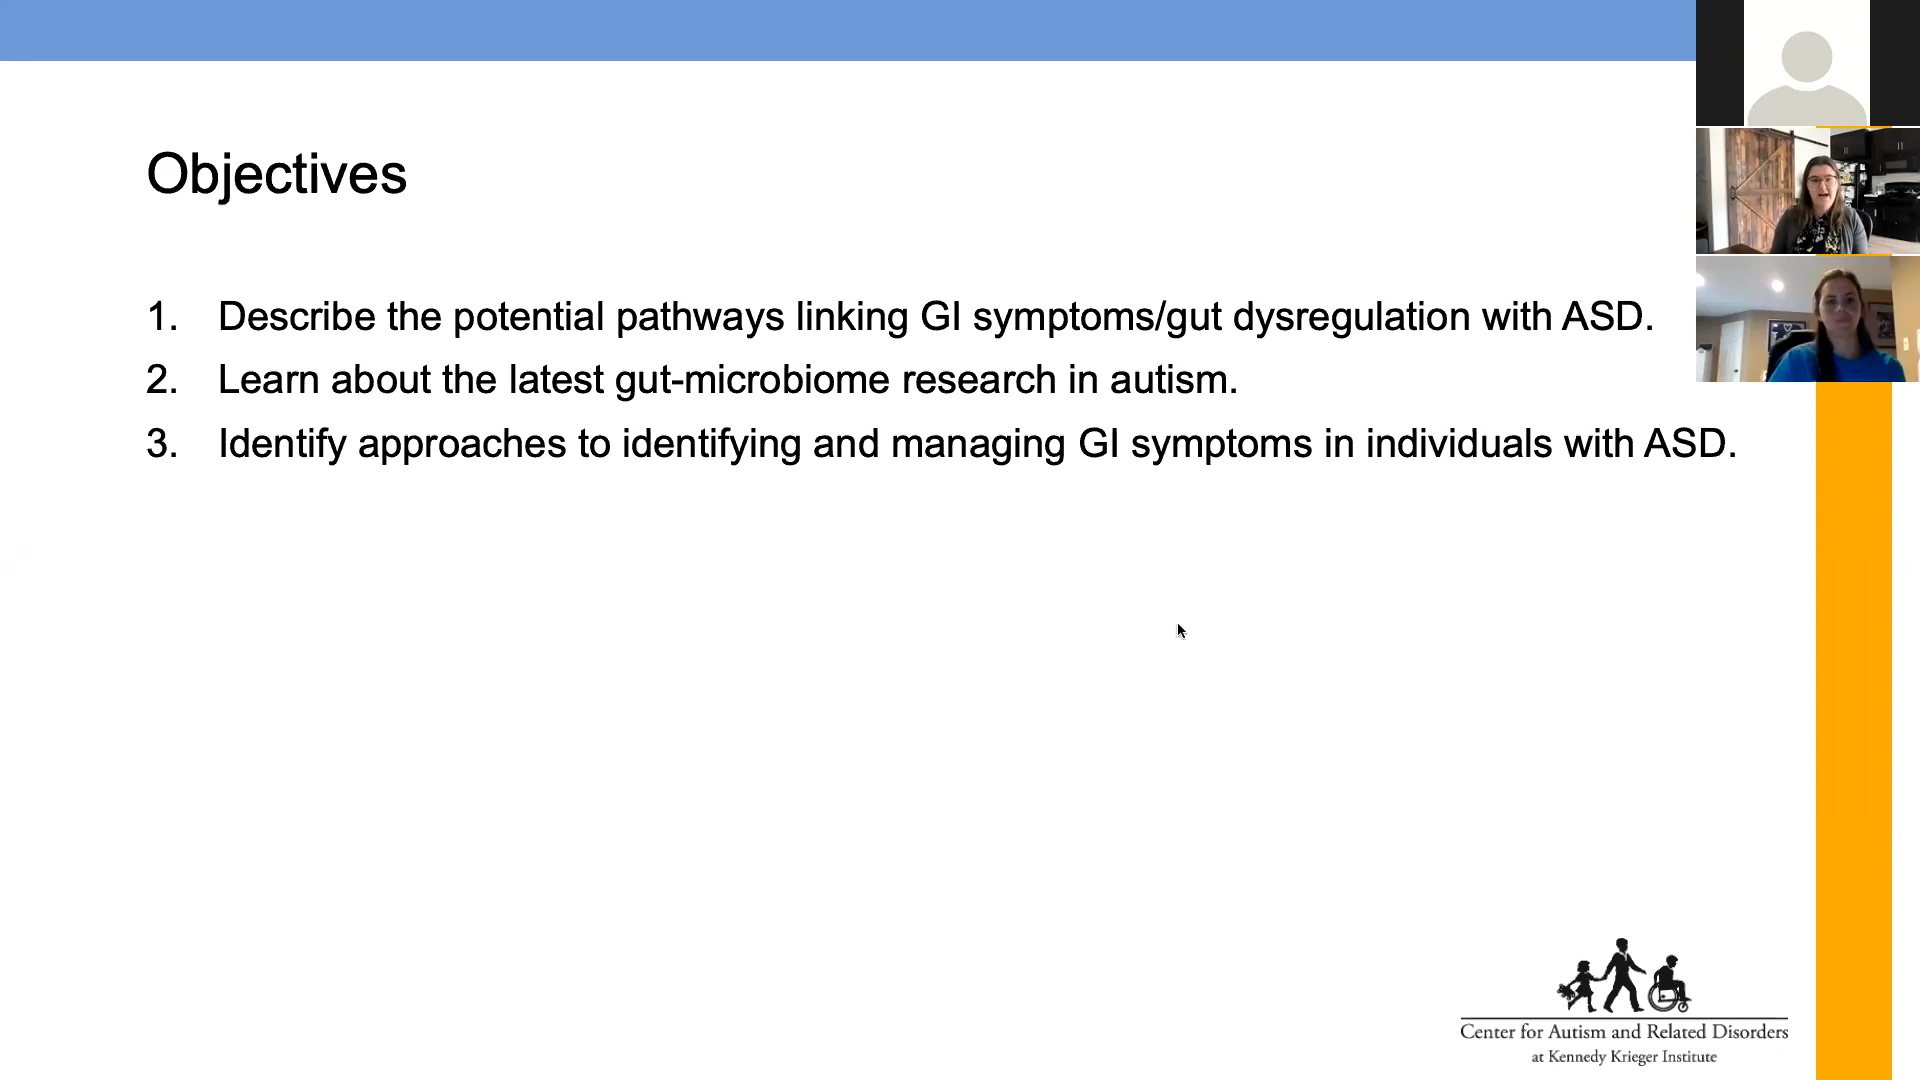 Objectives
1. Describe the potential pathways linking GI symptoms/gut dysregulation with ASD.
2. Learn about the latest gut-microbiome research in autism.
3. Identify approaches to identifying and managing GI symptoms in individuals with ASD.
Center for Autism and Related Disorders
at Kennedy Krieger Institute